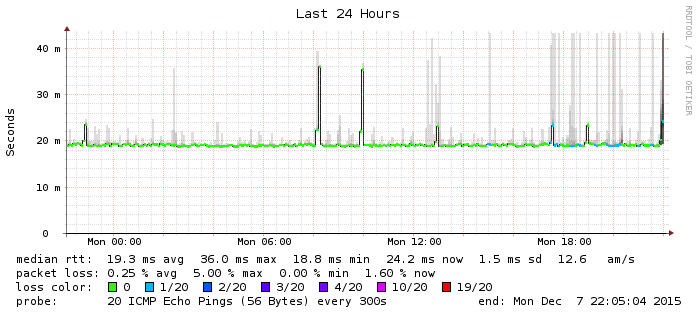 Last 24 Hours
RRDTOOL / TOBI OETIKER
Seconds
40 m
30 m
20 m
10 m
0
Mon 00:00 Mon 06:00 Mon 12:00 Mon 18:00
median rtt: 19.3 ms avg 36.0 ms max 18.8 ms min 24.2 ms now 1.5 ms sd 12.6 am/s
packet loss: 0.25 % avg 5.00 % max 0.00 % min 1.60 % now
loss color: 0 1/20 2/20 3/20 4/20 10/20 19/20
probe: 20 ICMP Echo Pings (56 Bytes) every 300s end: Mon Dec 7 22:05:04 2015